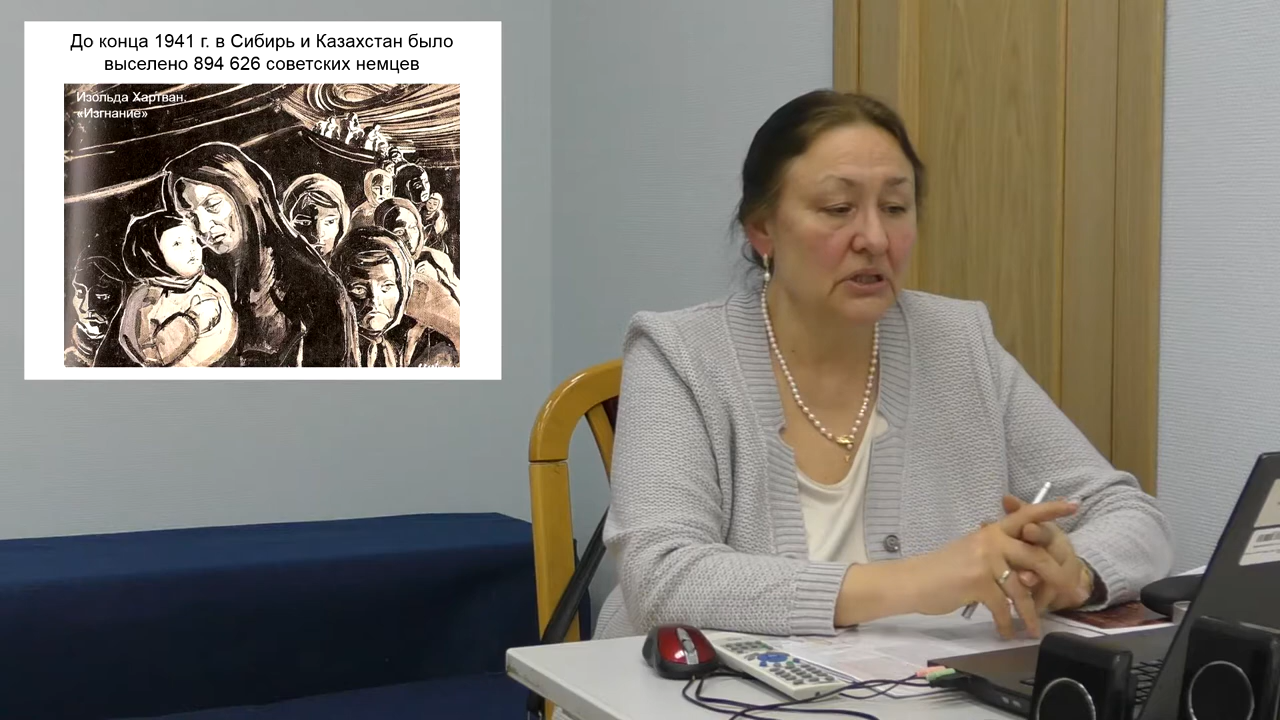 До конца 1941 г. в Сибирь и Казахстан было
выселено 894 626 советских немцев
Изольда Хартван.
«Изгнание»